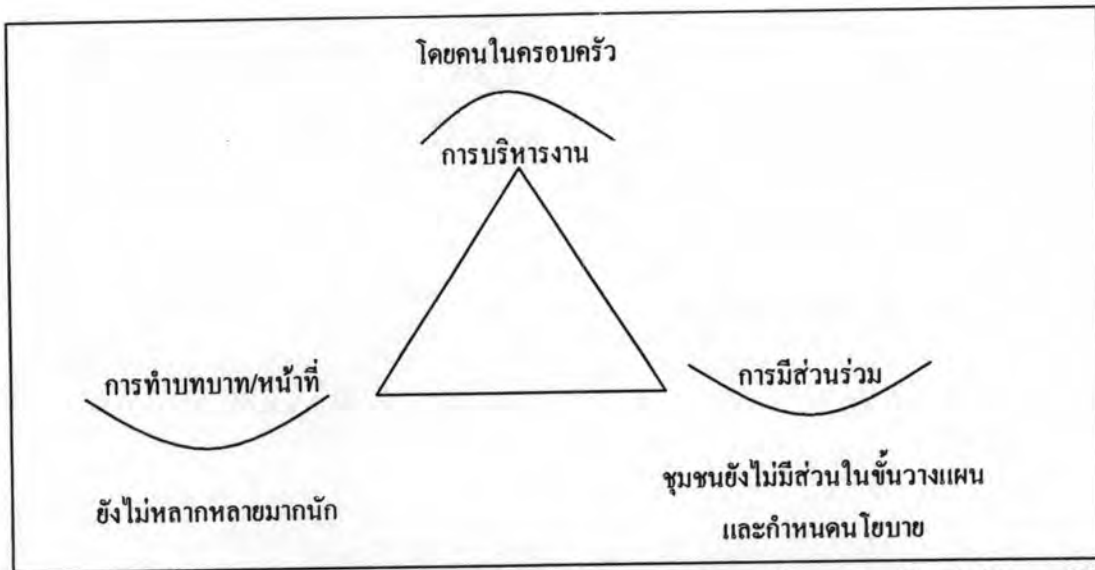 โดยคนในครอบครัว
การบริหารงาน
การทำบทบาท/หน้าที่
การมีส่วนร่วม
ยังไม่หลากหลายมากนัก
ชุมชนยังไม่มีส่วนในขั้นวางแผน
และกำหนดนโยบาย